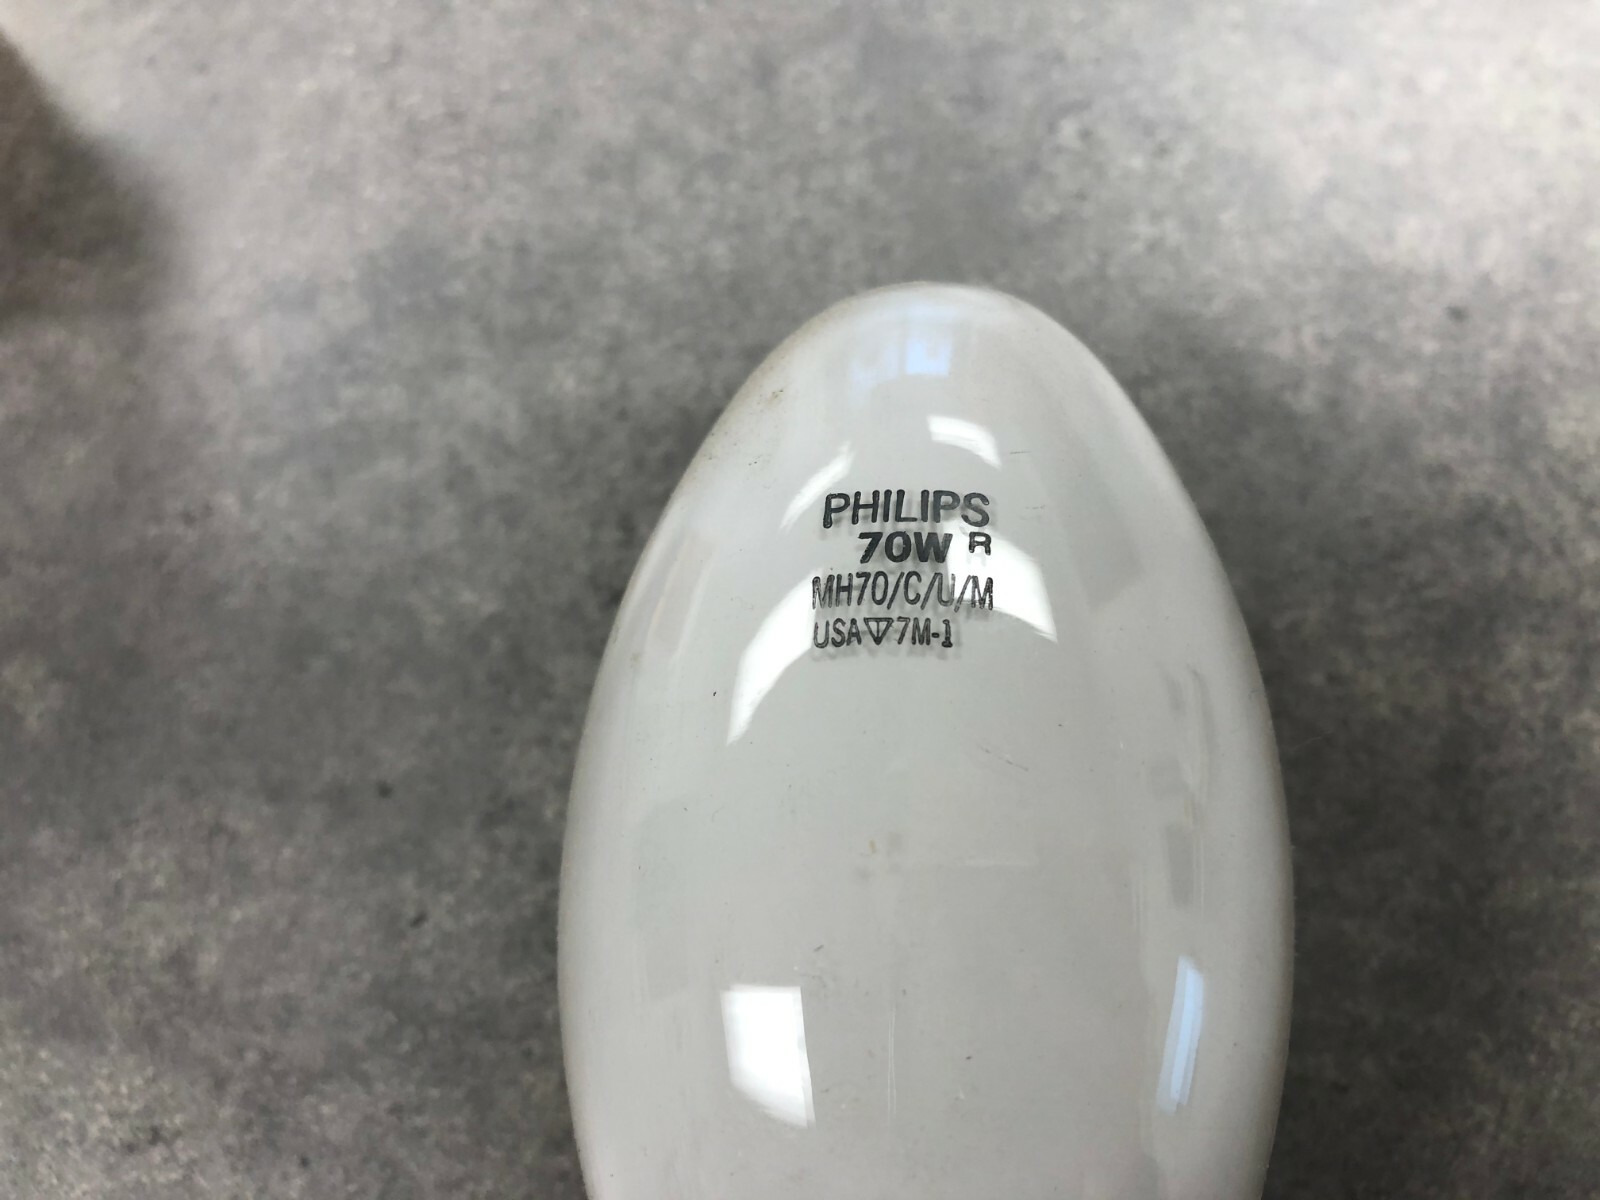 PHILIPS
70W R
MH70/C/U/M
USA 7M-1